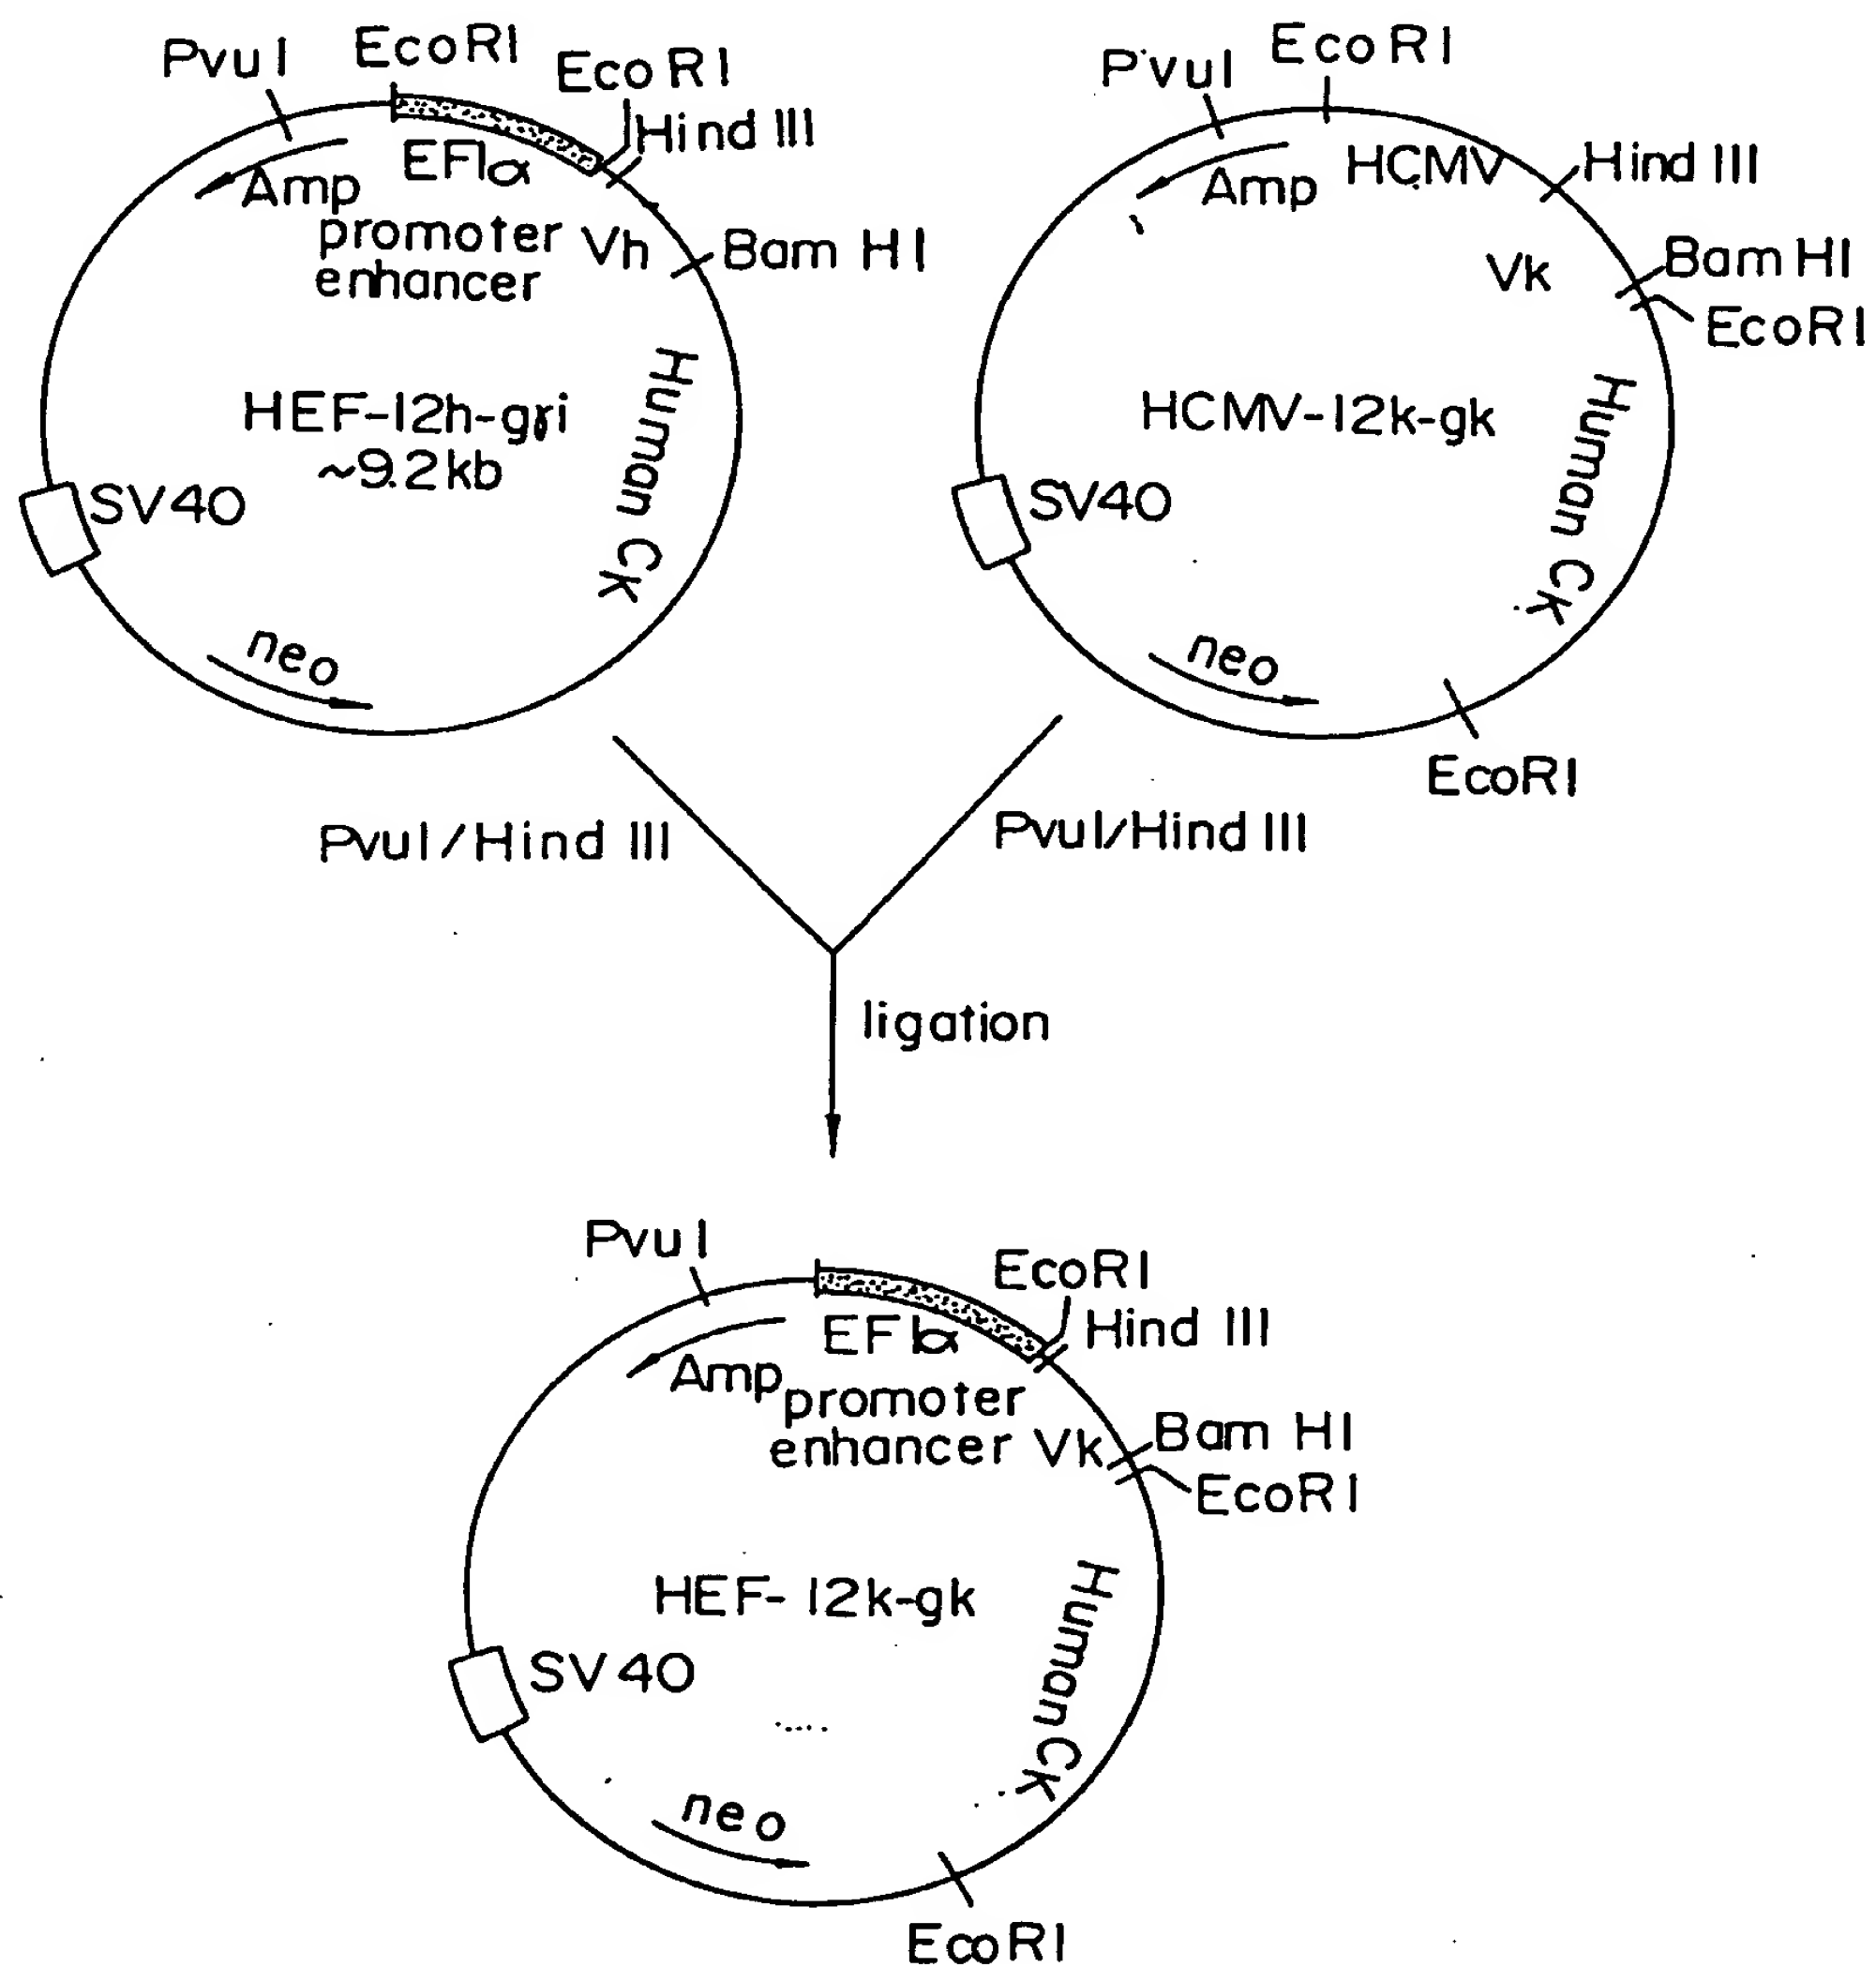 PvuI
EcoRI
EcoRI
Hind III
EF1α
Amp
promoter
enhancer
Vh
Bam HI
HEF-12h-gγi
~9.2kb
Human Ck
SV40
neo
PvuI
EcoRI
HCMV
Hind III
Amp
Vk
Bam HI
EcoRI
HCMV-12k-gk
Human Ck
SV40
neo
EcoRI
PvuI/Hind III
PvuI/Hind III
ligation
PvuI
EcoRI
Hind III
EF1α
Amp
promoter
enhancer
Vk
Bam HI
EcoRI
HEF-12k-gk
Human Ck
SV40
neo
EcoRI